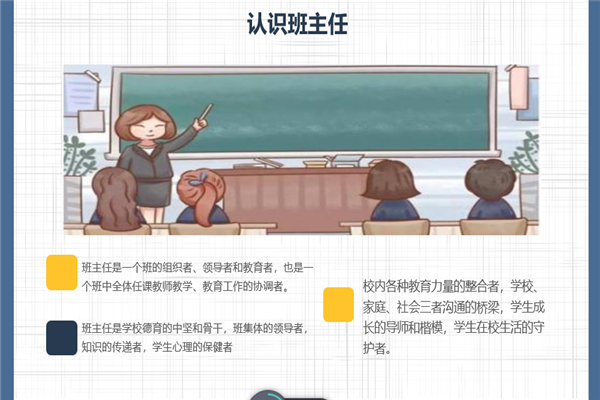 认识班主任
班主任是一个班的组织者、领导者和教育者，也是一
个班中全体任课教师教学、教育工作的协调者。
班主任是学校德育的中坚和骨干，班集体的领导者，
知识的传递者，学生心理的保健者
校内各种教育力量的整合者，学校、
家庭、社会三者沟通的桥梁，学生成
长的导师和楷模，学生在校生活的守
护者。